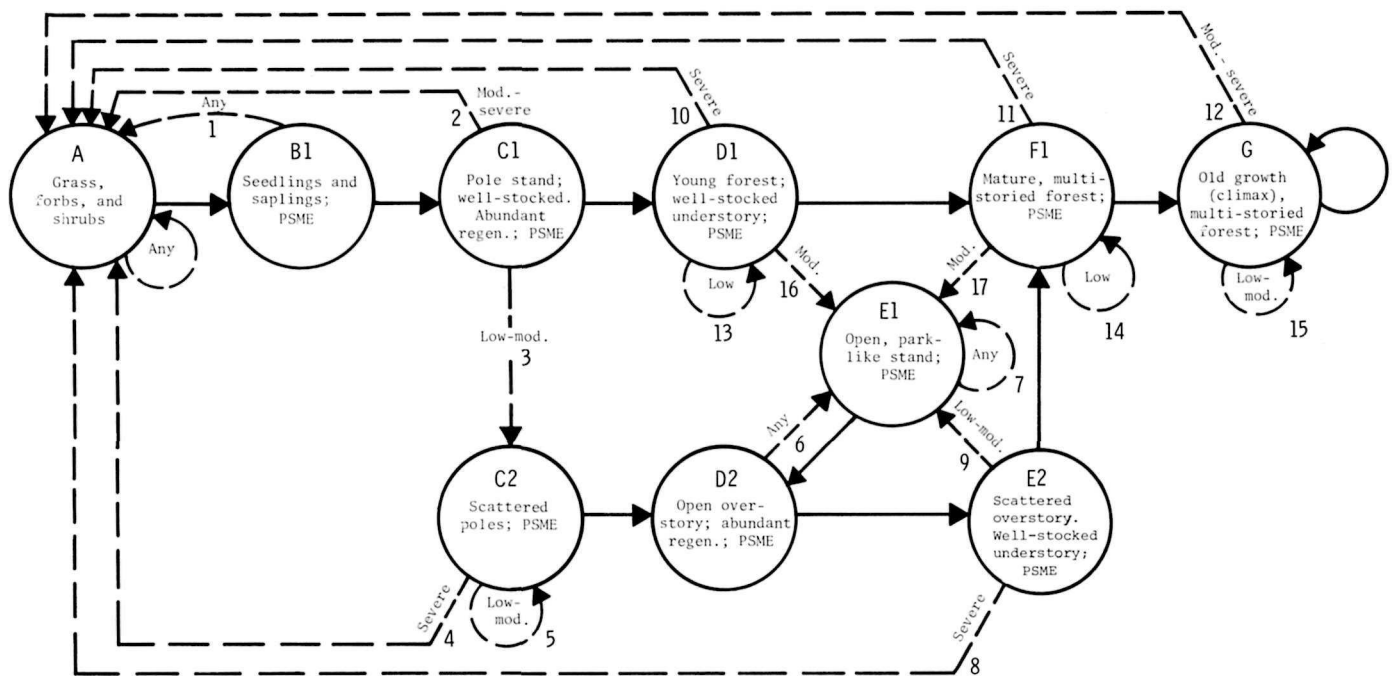 Mod.- severe
Severe
Severe
Mod.-
severe
Any
1
2
10
11
12
A
Grass,
forbs, and
shrubs
Any
B1
Seedlings and
saplings;
PSME
C1
Pole stand;
well-stocked.
Abundant
regen.; PSME
D1
Young forest;
well-stocked
understory;
PSME
F1
Mature, multi-
storied forest;
PSME
G
Old growth
(climax),
multi-storied
forest; PSME
Low
13
Mod.
16
Mod.
17
Low
14
Low-
mod.
15
Low-mod.
3
E1
Open, park-
like stand;
PSME
Any
7
Any
6
Low-mod.
9
C2
Scattered
poles; PSME
D2
Open over-
story; abundant
regen.; PSME
E2
Scattered
overstory.
Well-stocked
understory;
PSME
Severe
4
Low-
mod.
5
Severe
8